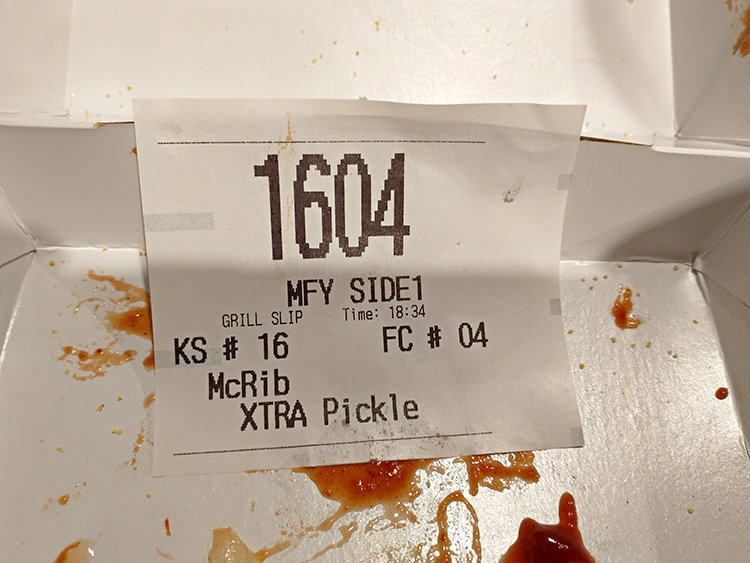 1604
MFY SIDE1
GRILL SLIP Time: 18:34
KS # 16 FC # 04
McRib
XTRA Pickle